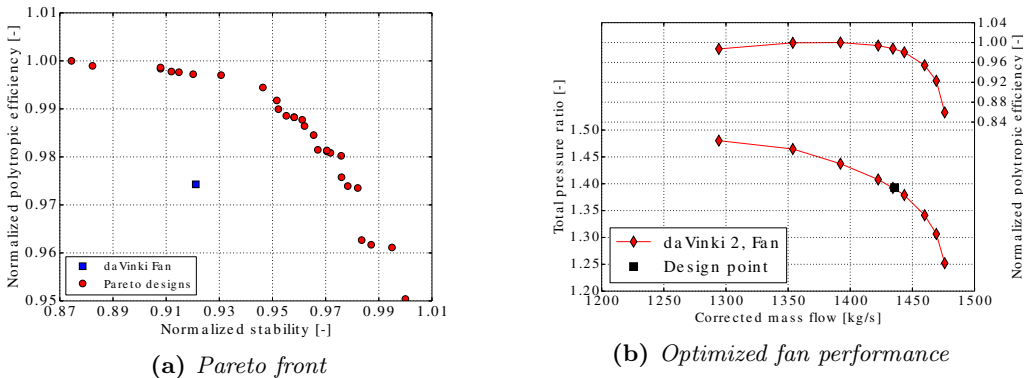 1.01
1.00
0.99
0.98
0.97
0.96
0.95
0.87 0.89 0.91 0.93 0.95 0.97 0.99 1.01
Normalized polytropic efficiency [-]
Normalized stability [-]
daVinki Fan
Pareto designs
(a) Pareto front
1.50
1.45
1.40
1.35
1.30
1.25
1.20
1200 1250 1300 1350 1400 1450 1500
Total pressure ratio [-]
Corrected mass flow [kg/s]
1.04
1.00
0.96
0.92
0.88
0.84
Normalized polytropic efficiency [-]
daVinki 2, Fan
Design point
(b) Optimized fan performance